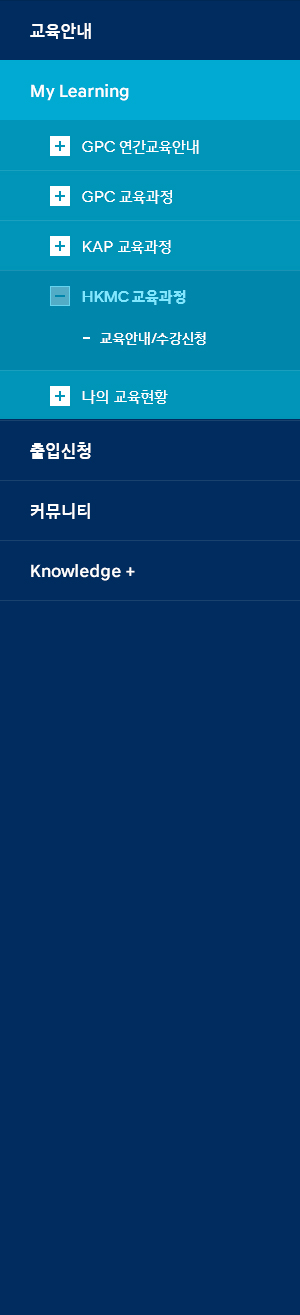 교육안내
My Learning
GPC 연간교육안내
GPC 교육과정
KAP 교육과정
HKMC 교육과정
- 교육안내/수강신청
나의 교육현황
출입신청
커뮤니티
Knowledge +